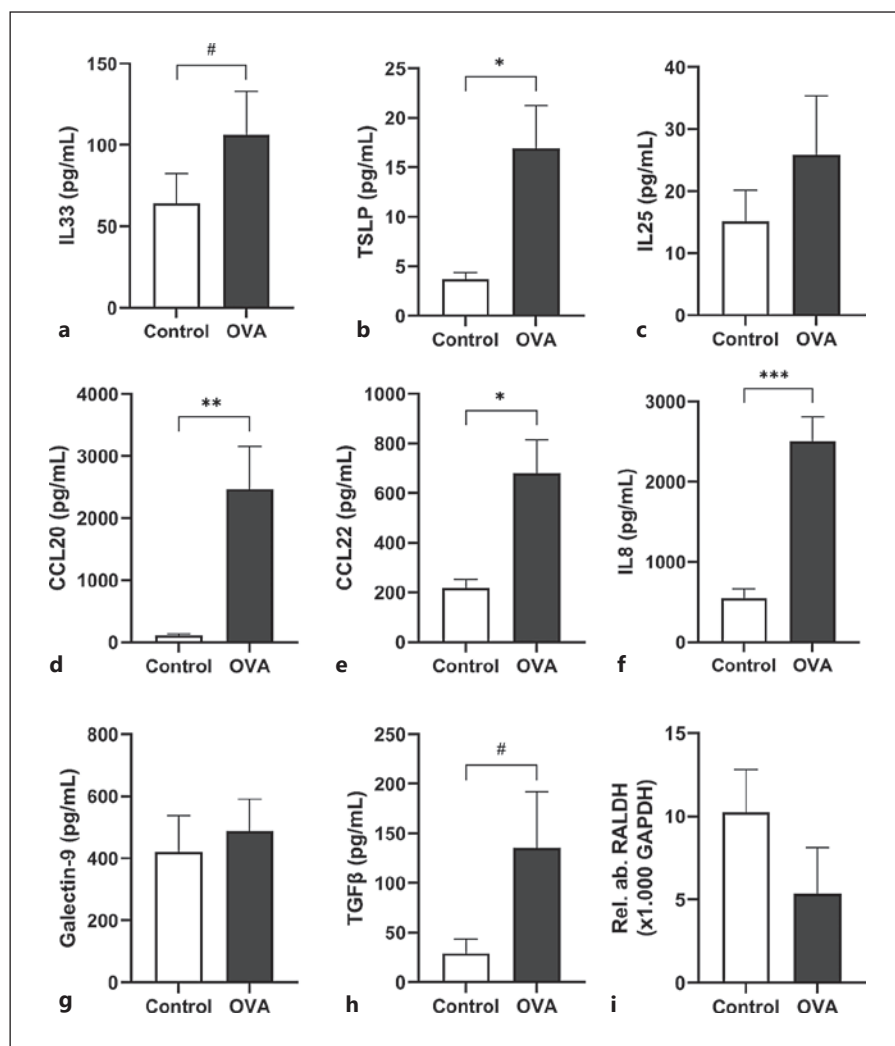 #
150
100
50
0
IL33 (pg/mL)
Control OVA
a
*
25
20
15
10
5
0
TSLP (pg/mL)
Control OVA
b
40
30
20
10
0
IL25 (pg/mL)
Control OVA
c
**
4000
3000
2000
1000
0
CCL20 (pg/mL)
Control OVA
d
*
1000
800
600
400
200
0
CCL22 (pg/mL)
Control OVA
e
***
3000
2000
1000
0
IL8 (pg/mL)
Control OVA
f
800
600
400
200
0
Galectin-9 (pg/mL)
Control OVA
g
#
250
200
150
100
50
0
TGFβ (pg/mL)
Control OVA
h
15
10
5
0
Rel. ab. RALDH
(x1.000 GAPDH)
Control OVA
i